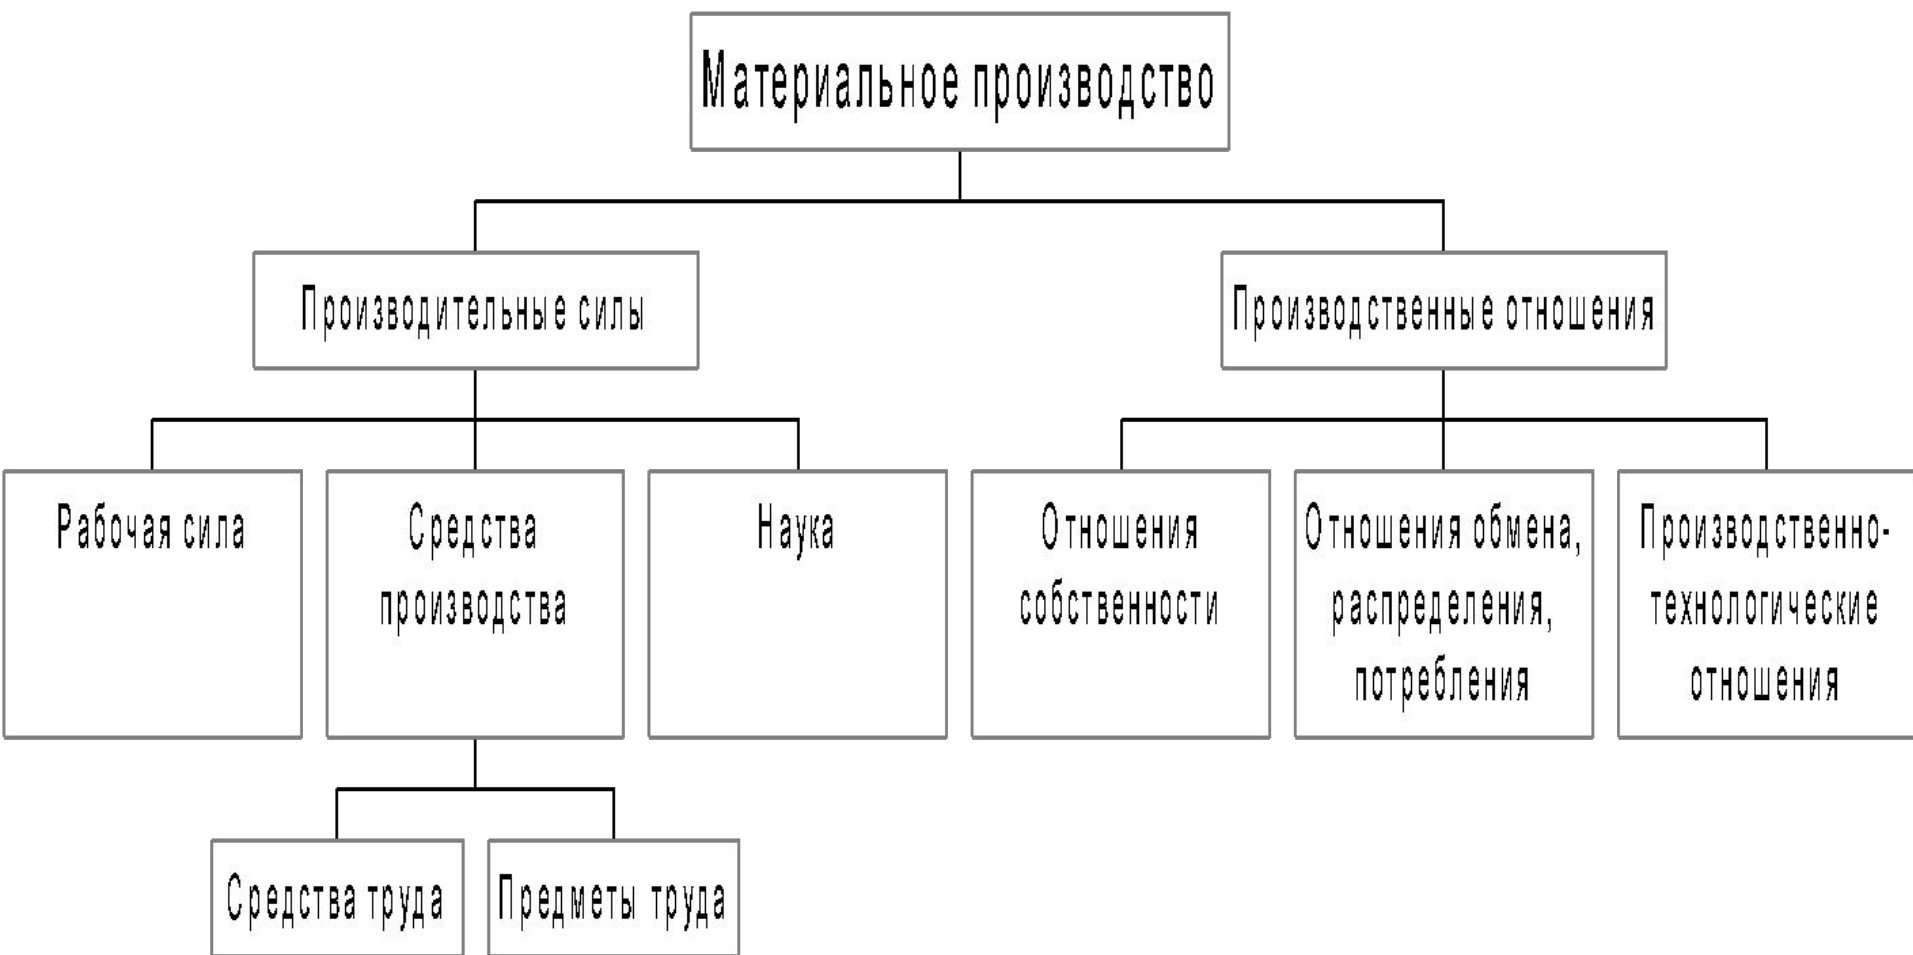 Материальное производство
Производительные силы
Производственные отношения
Рабочая сила
Средства
производства
Наука
Отношения
собственности
Отношения обмена,
распределения,
потребления
Производственно-
технологические
отношения
Средства труда
Предметы труда